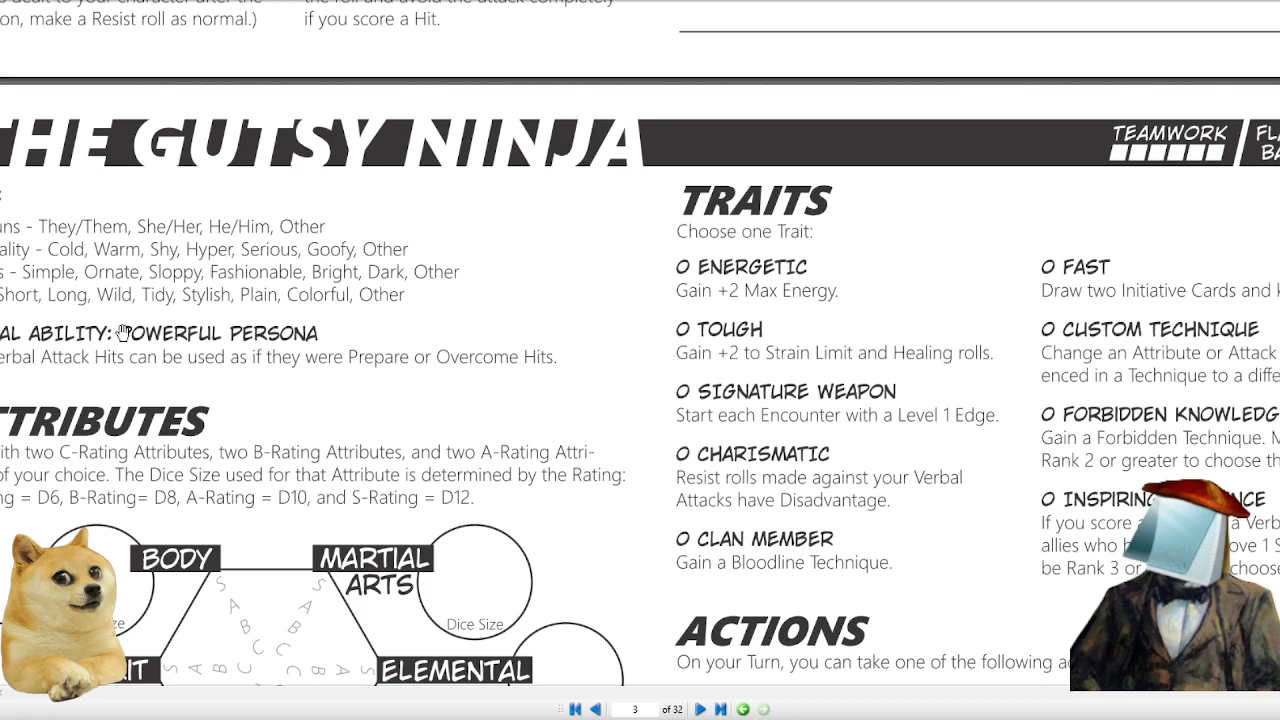 on, make a Resist roll as normal.)
if you score a Hit.
HE GUTSY NINJA
TEAMWORK
- They/Them, She/Her, He/Him, Other
- Cold, Warm, Shy, Hyper, Serious, Goofy, Other
- Simple, Ornate, Sloppy, Fashionable, Bright, Dark, Other
Short, Long, Wild, Tidy, Stylish, Plain, Colorful, Other
AL ABILITY: POWERFUL PERSONA
erbal Attack Hits can be used as if they were Prepare or Overcome Hits.
TTRIBUTES
ith two C-Rating Attributes, two B-Rating Attributes, and two A-Rating Attri-
of your choice. The Dice Size used for that Attribute is determined by the Rating:
ng = D6, B-Rating= D8, A-Rating = D10, and S-Rating = D12.
BODY
MARTIAL
ARTS
Dice Size
ELEMENTAL
S A B C
S A B C
S A B C
C B A S
TRAITS
Choose one Trait:
O ENERGETIC
Gain +2 Max Energy.
O TOUGH
Gain +2 to Strain Limit and Healing rolls.
O SIGNATURE WEAPON
Start each Encounter with a Level 1 Edge.
O CHARISMATIC
Resist rolls made against your Verbal
Attacks have Disadvantage.
O CLAN MEMBER
Gain a Bloodline Technique.
O FAST
Draw two Initiative Cards and
O CUSTOM TECHNIQUE
Change an Attribute or Attack
enced in a Technique to a diffe
O FORBIDDEN KNOWLEDG
Gain a Forbidden Technique.
Rank 2 or greater to choose
O INSPIRING
If you score a Verb
allies who ove 1 S
be Rank 3 or choose
ACTIONS
On your Turn, you can take one of the following
3 of 32